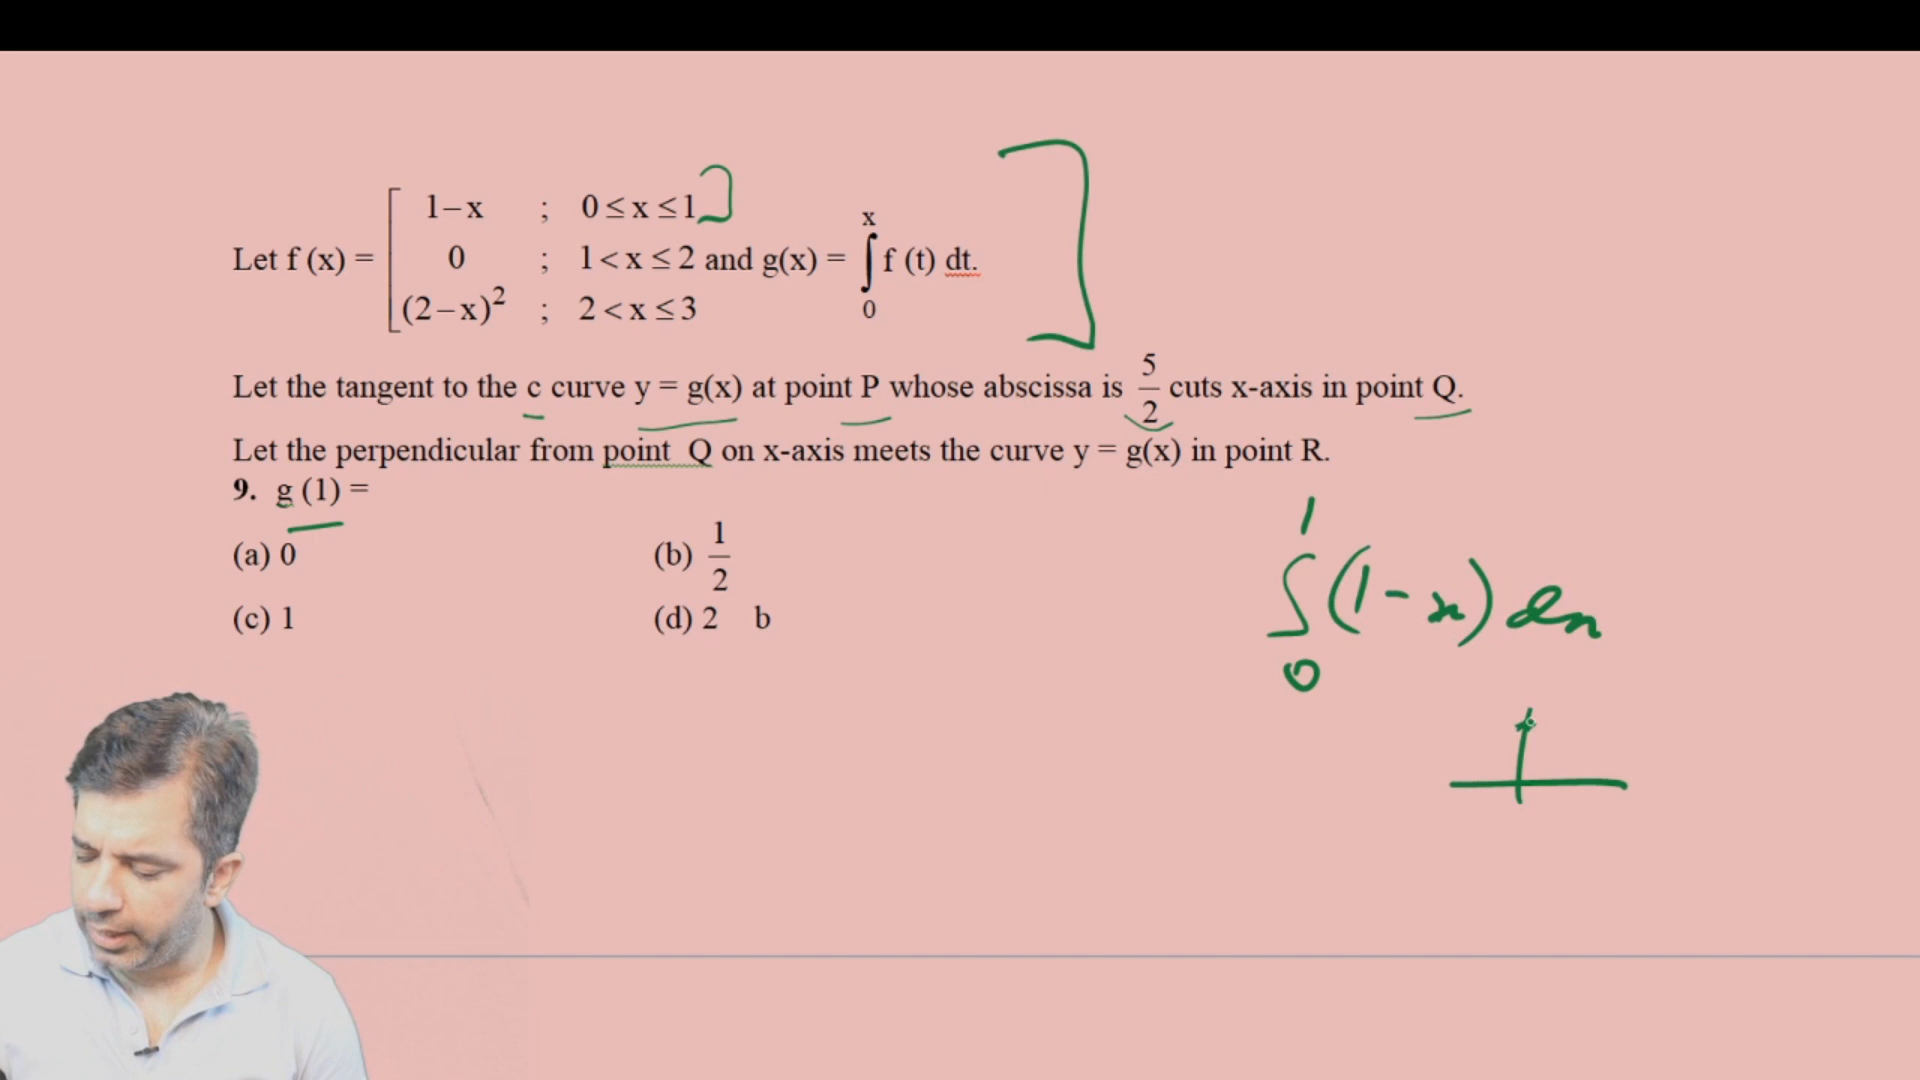 Let f (x) = [ 1−x ; 0 ≤ x ≤ 1
0 ; 1 < x ≤ 2 and g(x) = ∫₀ˣ f (t) dt.
(2−x)² ; 2 < x ≤ 3
Let the tangent to the c curve y = g(x) at point P whose abscissa is 5/2 cuts x-axis in point Q.
Let the perpendicular from point Q on x-axis meets the curve y = g(x) in point R.
9. g (1) =
(a) 0 (b) 1/2
(c) 1 (d) 2 b
∫₀¹ (1-x) dx